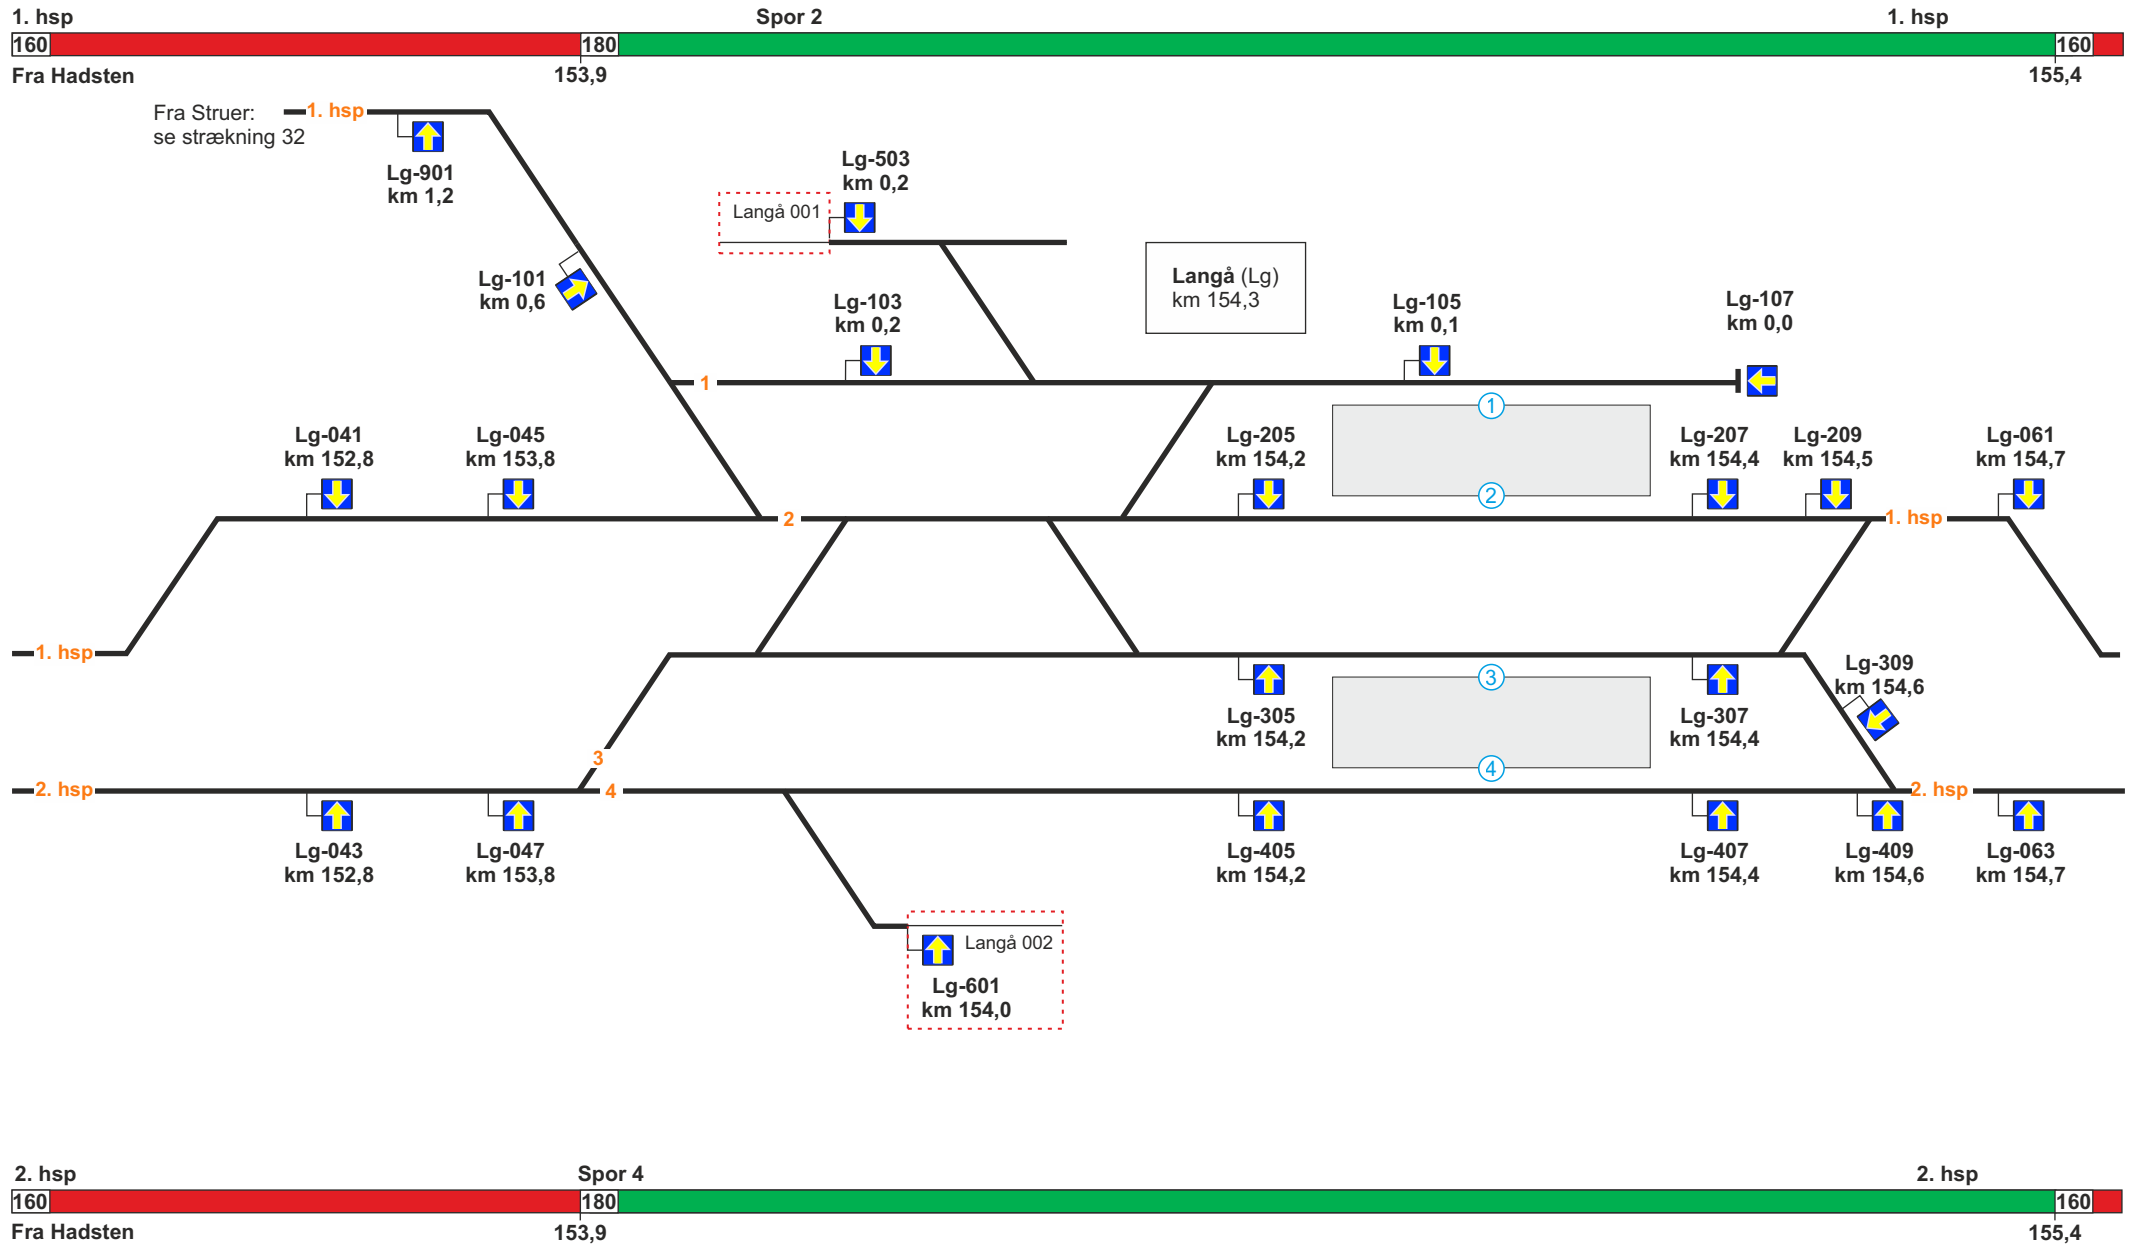 1. hsp
Spor 2
1. hsp
160
180
160
Fra Hadsten
153,9
155,4
Fra Struer:
se strækning 32
1. hsp
Lg-901
km 1,2
Lg-503
km 0,2
Langå 001
Lg-101
km 0,6
Lg-103
km 0,2
Langå (Lg)
km 154,3
Lg-105
km 0,1
Lg-107
km 0,0
1
1
Lg-041
km 152,8
Lg-045
km 153,8
Lg-205
km 154,2
Lg-207
km 154,4
Lg-209
km 154,5
Lg-061
km 154,7
2
2
1. hsp
1. hsp
3
Lg-309
km 154,6
Lg-305
km 154,2
Lg-307
km 154,4
3
4
2. hsp
4
2. hsp
Lg-043
km 152,8
Lg-047
km 153,8
Lg-405
km 154,2
Lg-407
km 154,4
Lg-409
km 154,6
Lg-063
km 154,7
Langå 002
Lg-601
km 154,0
2. hsp
Spor 4
2. hsp
160
180
160
Fra Hadsten
153,9
155,4